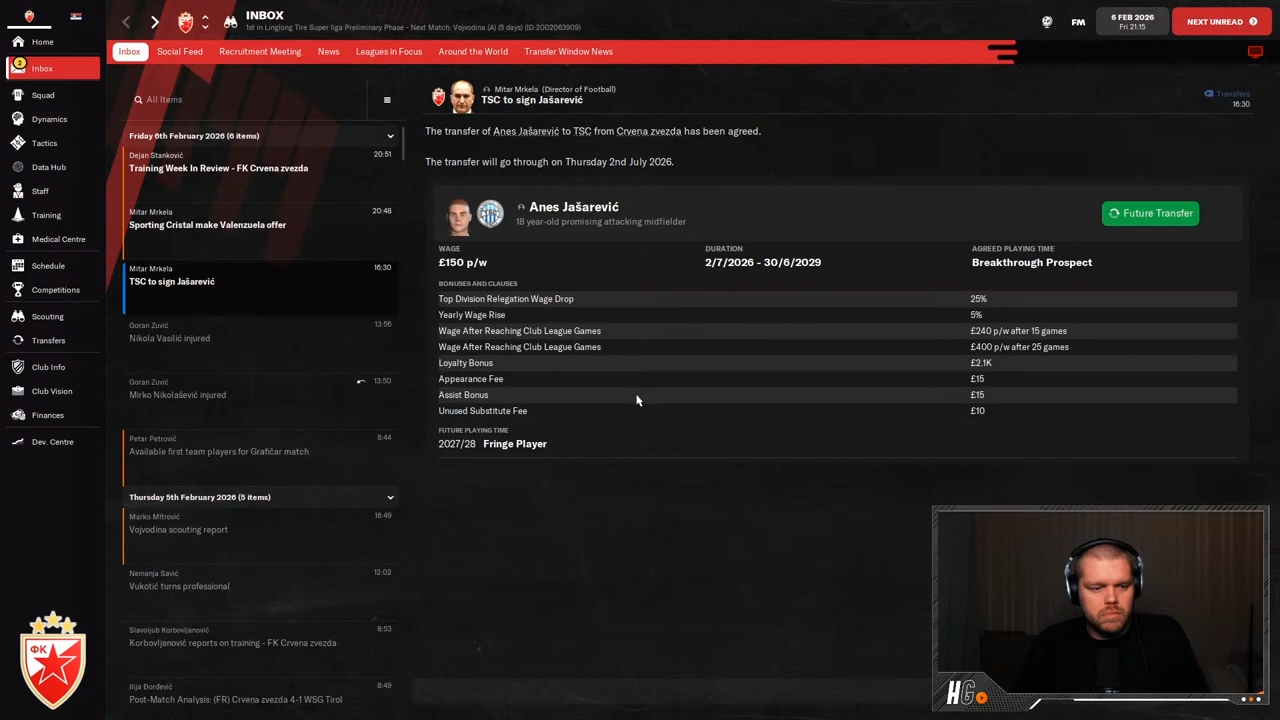 INBOX
1st in Linglong Tire Super liga Preliminary Phase - Next Match: Vojvodina (A) (5 days) (ID:2002063909)
FM
6 FEB 2026
Fri 21:15
NEXT UNREAD
Home
2
Inbox
Squad
Dynamics
Tactics
Data Hub
Staff
Training
Medical Centre
Schedule
Competitions
Scouting
Transfers
Club Info
Club Vision
Finances
Dev. Centre
ФК
Inbox
Social Feed
Recruitment Meeting
News
Leagues in Focus
Around the World
Transfer Window News
All Items
Friday 6th February 2026 (6 items)
Dejan Stanković 20:51
Training Week In Review - FK Crvena zvezda
Mitar Mrkela 20:48
Sporting Cristal make Valenzuela offer
Mitar Mrkela 16:30
TSC to sign Jašarević
Goran Zuvić 13:56
Nikola Vasilić injured
Goran Zuvić 13:50
Mirko Nikolašević injured
Petar Petrović 8:44
Available first team players for Grafičar match
Thursday 5th February 2026 (5 items)
Marko Mitrović 16:49
Vojvodina scouting report
Nemanja Savić 12:02
Vukotić turns professional
Slavoljub Korbovljanović 8:53
Korbovljanović reports on training - FK Crvena zvezda
Ilija Đorđević 8:49
Post-Match Analysis: (FR) Crvena zvezda 4-1 WSG Tirol
Mitar Mrkela (Director of Football)
TSC to sign Jašarević
Transfers
16:30
The transfer of Anes Jašarević to TSC from Crvena zvezda has been agreed.
The transfer will go through on Thursday 2nd July 2026.
Anes Jašarević
18 year-old promising attacking midfielder
Future Transfer
WAGE DURATION AGREED PLAYING TIME
£150 p/w 2/7/2026 - 30/6/2029 Breakthrough Prospect
BONUSES AND CLAUSES
Top Division Relegation Wage Drop 25%
Yearly Wage Rise 5%
Wage After Reaching Club League Games £240 p/w after 15 games
Wage After Reaching Club League Games £400 p/w after 25 games
Loyalty Bonus £2.1K
Appearance Fee £15
Assist Bonus £15
Unused Substitute Fee £10
FUTURE PLAYING TIME
2027/28 Fringe Player
HG